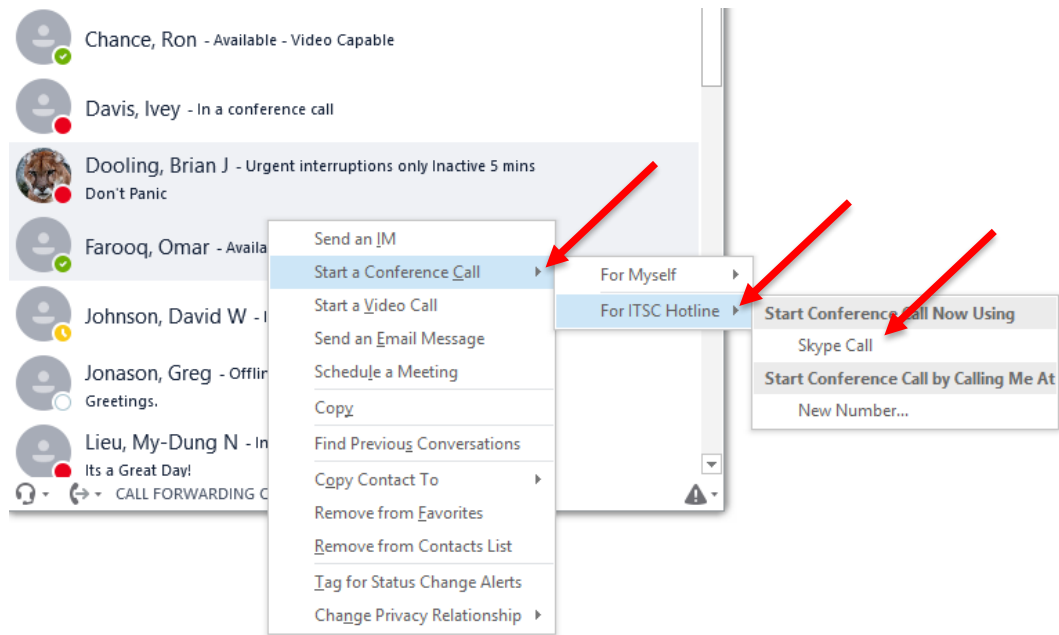 Chance, Ron - Available - Video Capable
Davis, Ivey - In a conference call
Dooling, Brian J - Urgent interruptions only Inactive 5 mins
Don't Panic
Farooq, Omar - Availa
Johnson, David W - I
Jonason, Greg - Offlin
Greetings.
Lieu, My-Dung N - In
Its a Great Day!
CALL FORWARDING C
Send an IM
Start a Conference Call
Start a Video Call
Send an Email Message
Schedule a Meeting
Copy
Find Previous Conversations
Copy Contact To
Remove from Favorites
Remove from Contacts List
Tag for Status Change Alerts
Change Privacy Relationship
For Myself
For ITSC Hotline
Start Conference Call Now Using
Skype Call
Start Conference Call by Calling Me At
New Number...